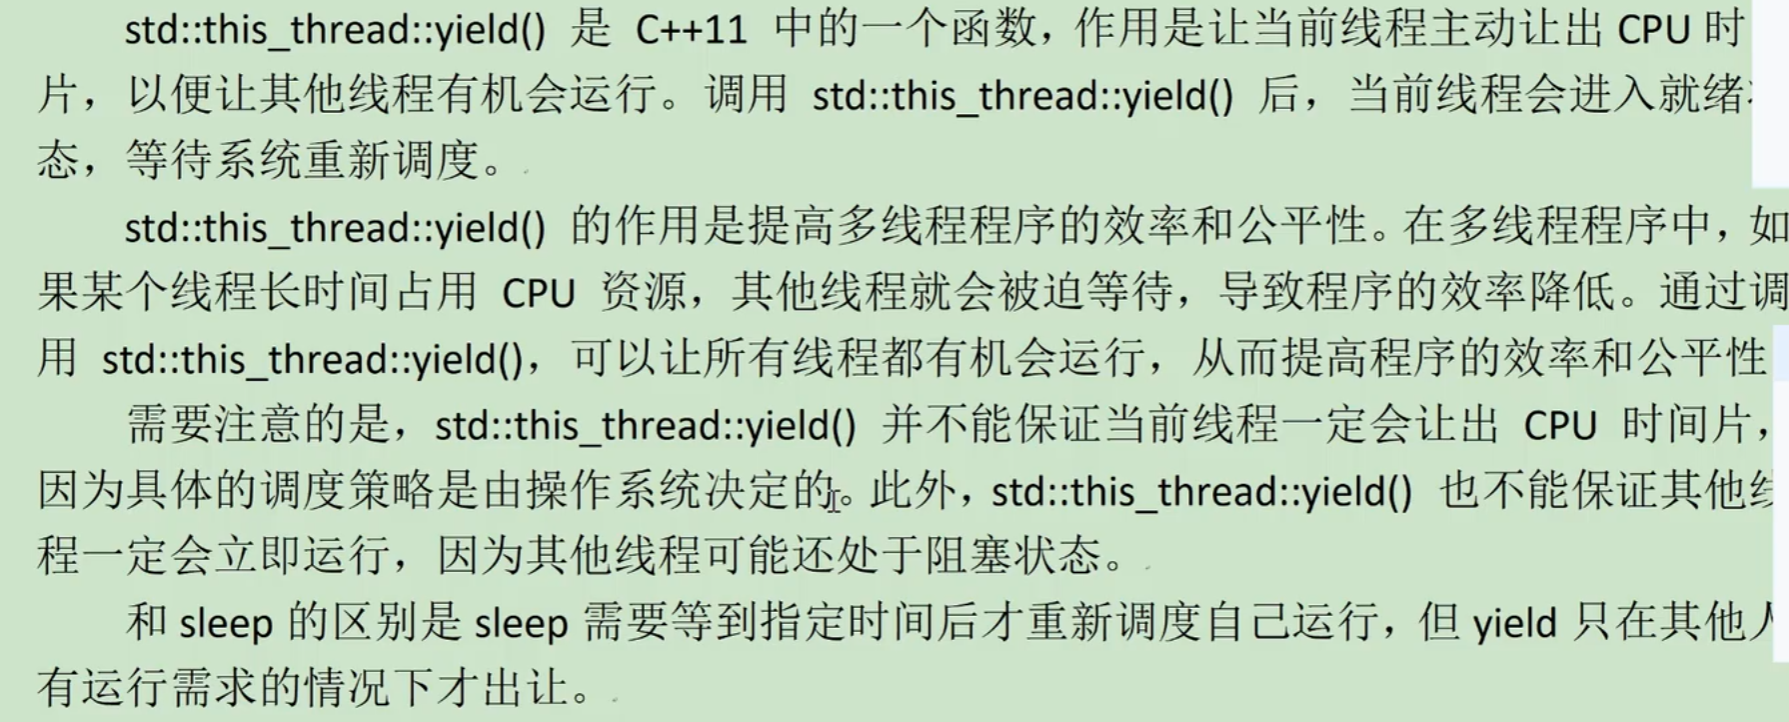 std::this_thread::yield() 是 C++11 中的一个函数，作用是让当前线程主动让出 CPU 时
片，以便让其他线程有机会运行。调用 std::this_thread::yield() 后，当前线程会进入就绪
态，等待系统重新调度。
std::this_thread::yield() 的作用是提高多线程程序的效率和公平性。在多线程程序中，如
果某个线程长时间占用 CPU 资源，其他线程就会被迫等待，导致程序的效率降低。通过调
用 std::this_thread::yield()，可以让所有线程都有机会运行，从而提高程序的效率和公平性
需要注意的是，std::this_thread::yield() 并不能保证当前线程一定会让出 CPU 时间片，
因为具体的调度策略是由操作系统决定的。此外，std::this_thread::yield() 也不能保证其他线
程一定会立即运行，因为其他线程可能还处于阻塞状态。
和 sleep 的区别是 sleep 需要等到指定时间后才重新调度自己运行，但 yield 只在其他人
有运行需求的情况下才出让。